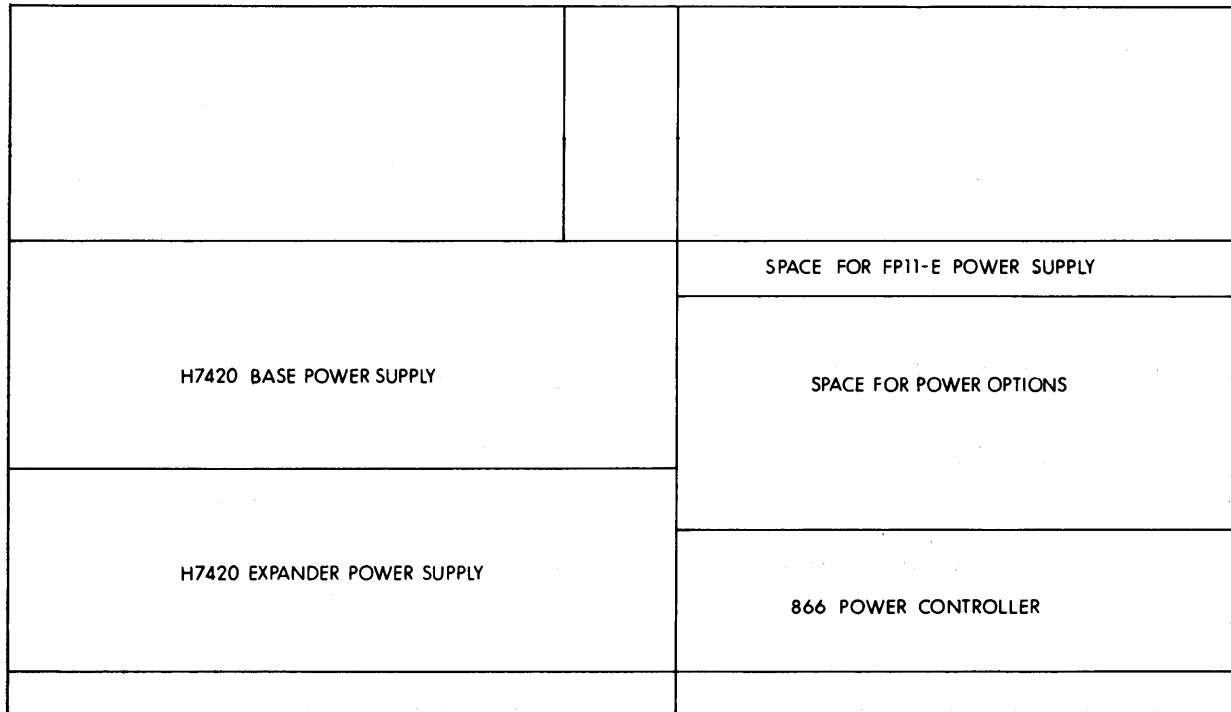 SPACE FOR FP11-E POWER SUPPLY
H7420 BASE POWER SUPPLY
SPACE FOR POWER OPTIONS
H7420 EXPANDER POWER SUPPLY
866 POWER CONTROLLER